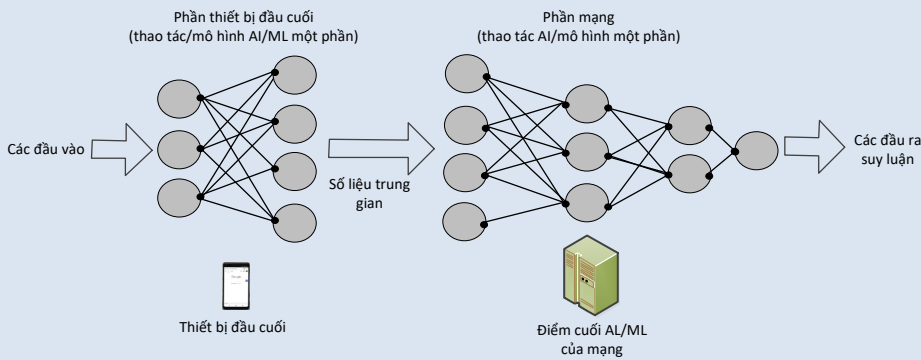 Phần thiết bị đầu cuối
(thao tác/mô hình AI/ML một phần)
Phần mạng
(thao tác AI/mô hình một phần)
Các đầu vào
Số liệu trung
gian
Các đầu ra
suy luận
Thiết bị đầu cuối
Điểm cuối AL/ML
của mạng